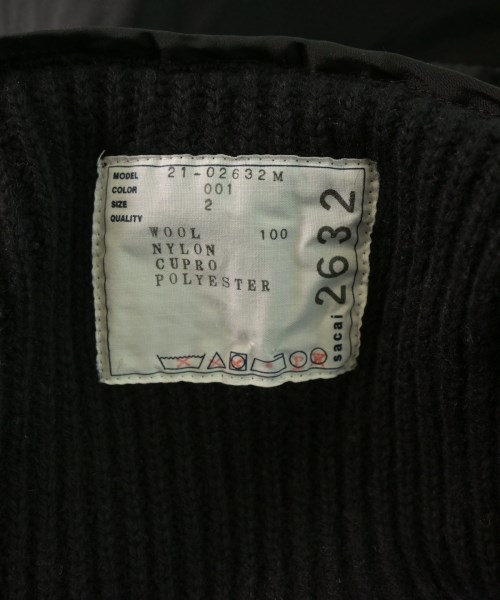 MODEL 21-02632M
COLOR 001
SIZE 2
QUALITY
WOOL 100
NYLON
CUPRO
POLYESTER
sacai 2632
P W